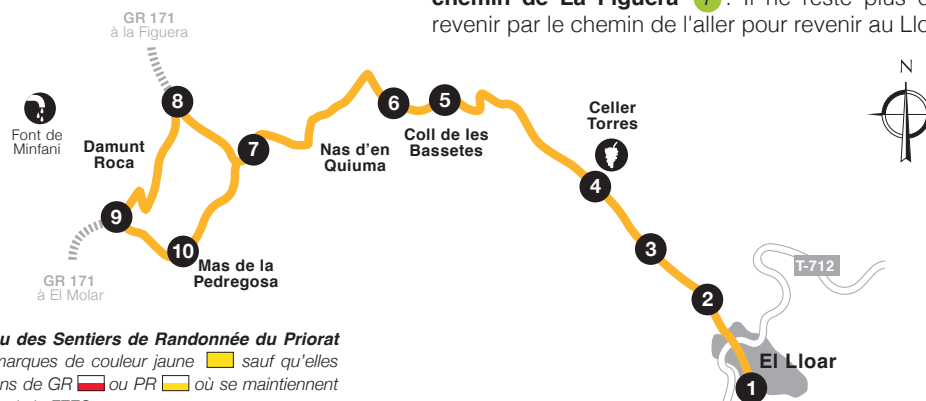 chemin de La Figuera 7. Il ne reste plus
revenir par le chemin de l'aller pour revenir au
GR 171
à la Figuera
N
Font de
Minfani
8
Damunt
Roca
7
6
5
Nas d'en
Quiuma
Coll de les
Bassetes
Celler
Torres
4
9
10
Mas de la
Pedregosa
3
GR 171
à El Molar
T-712
2
El Lloar
1
des Sentiers de Randonnée du Priorat
marques de couleur jaune sauf qu'elles
de GR ou PR où se maintiennent